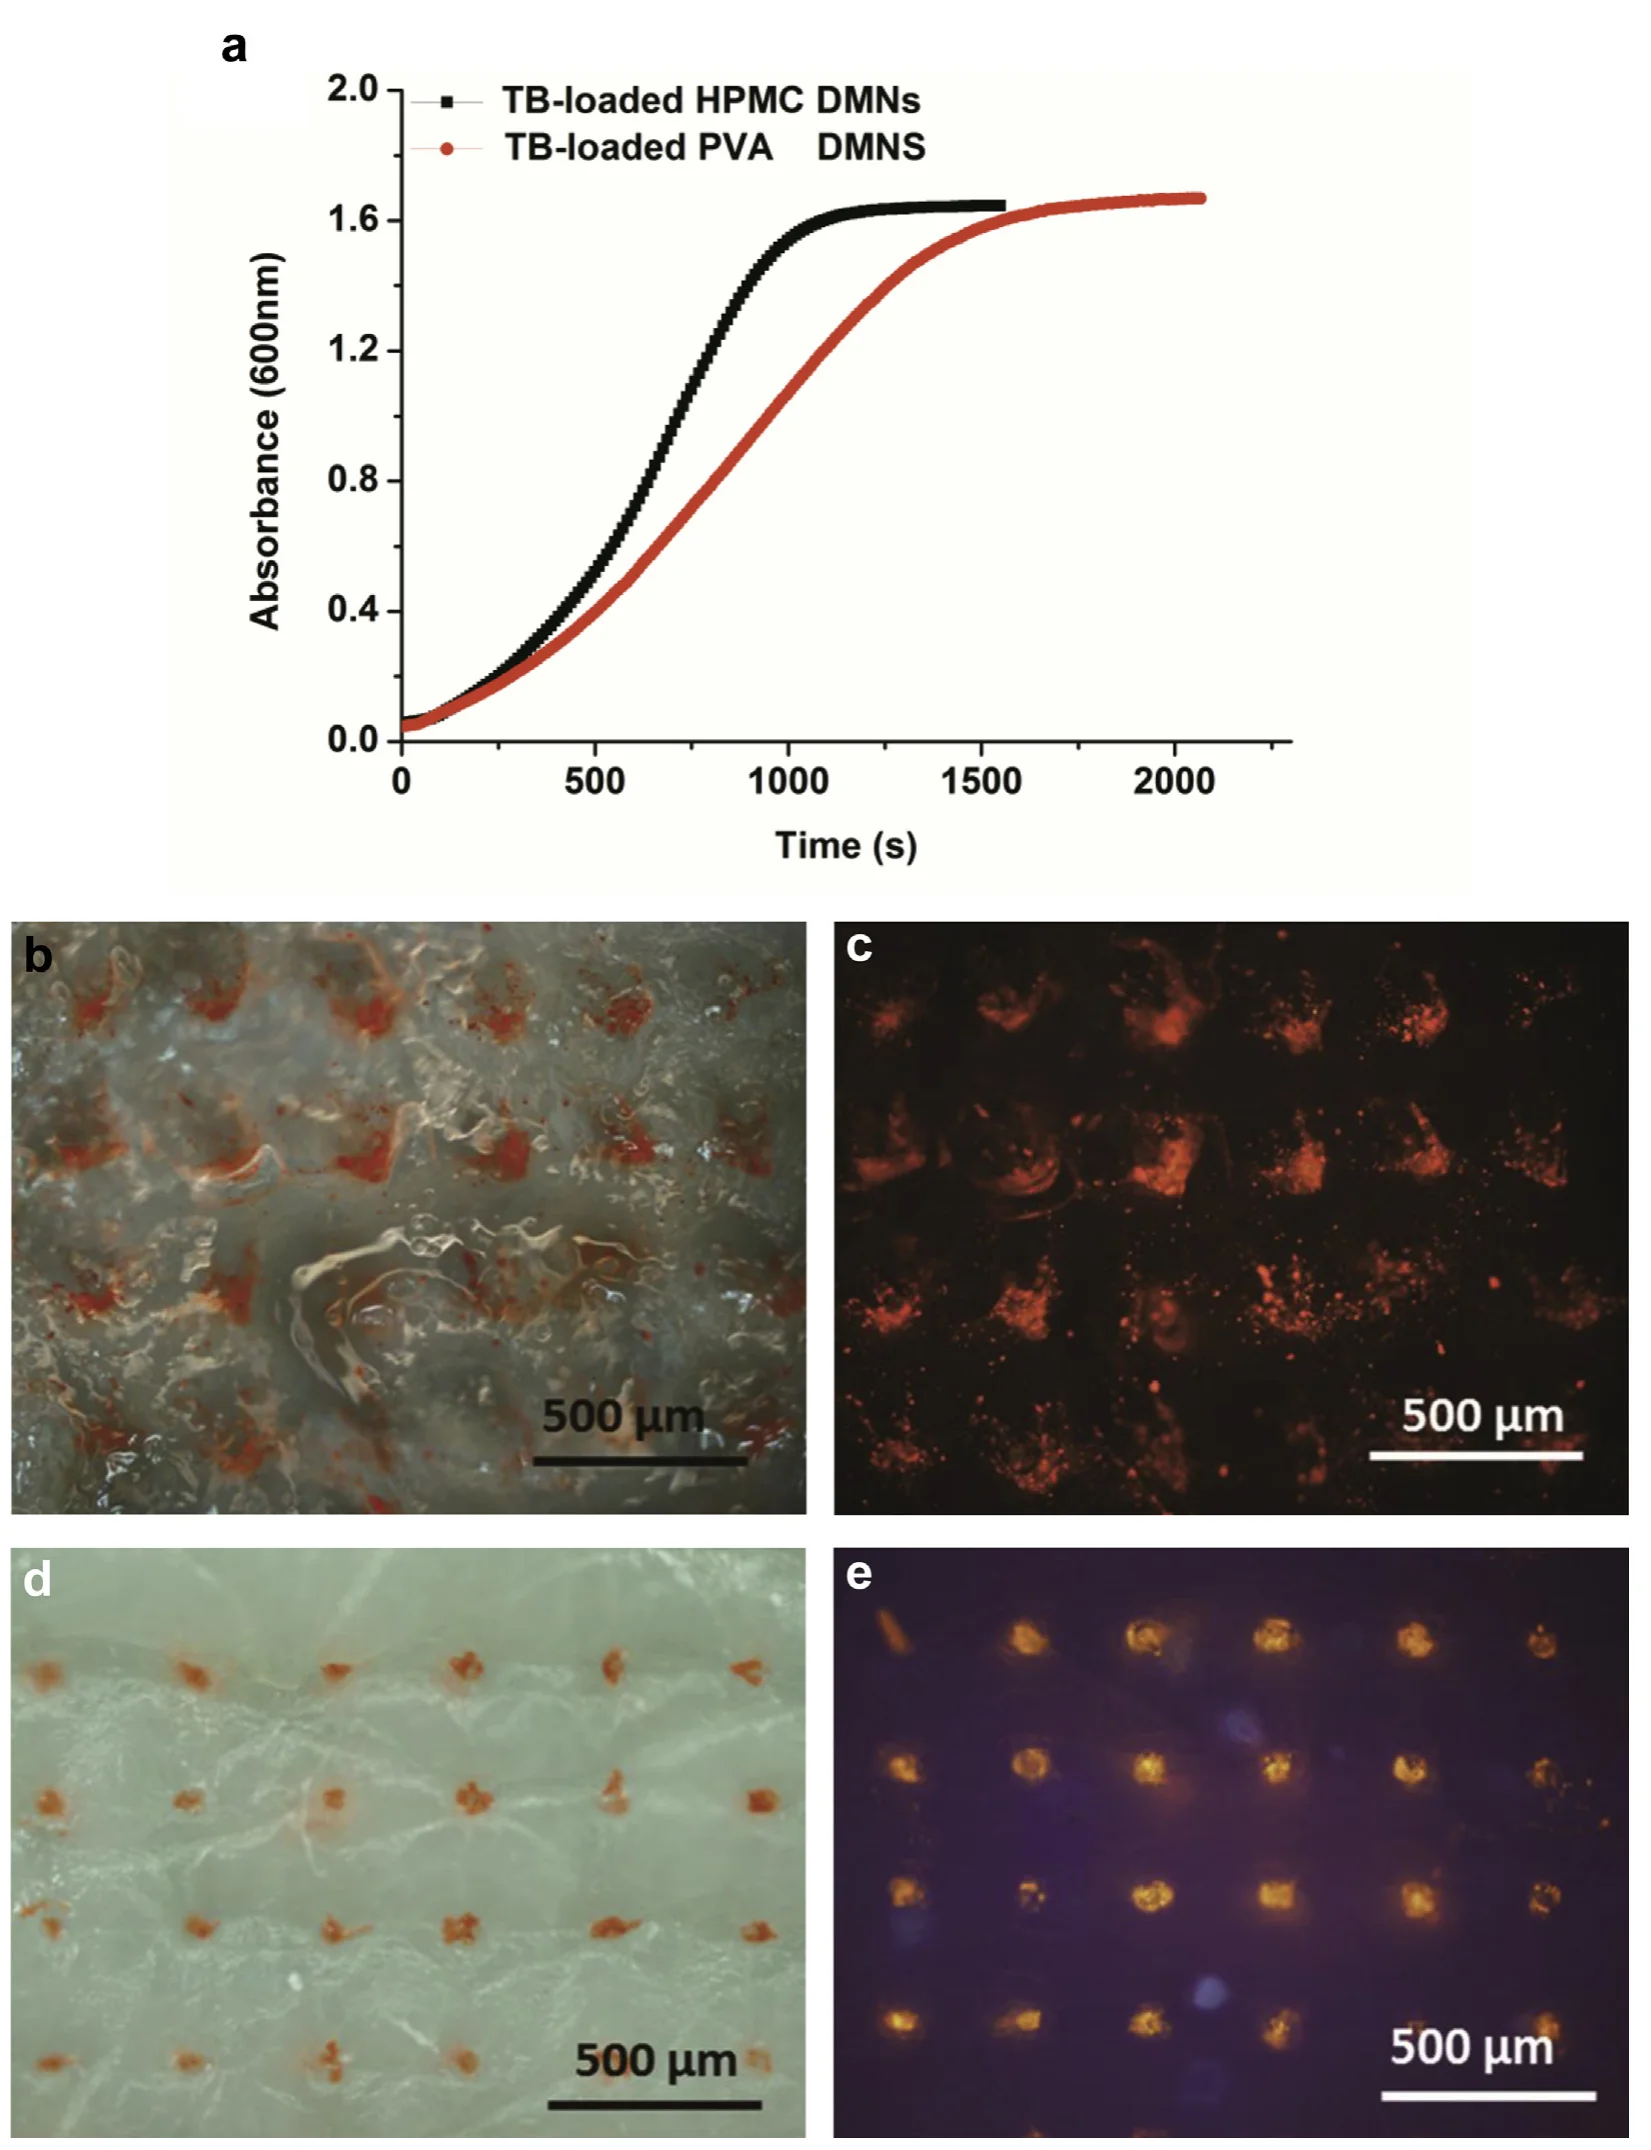 a
2.0
TB-loaded HPMC DMNs
TB-loaded PVA DMNS
1.6
1.2
0.8
0.4
0.0
Absorbance (600nm)
0 500 1000 1500 2000
Time (s)
b
c
500 µm
500 µm
d
e
500 µm
500 µm